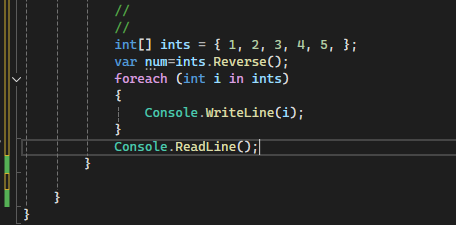 //
//
int[] ints = { 1, 2, 3, 4, 5, };
var num=ints.Reverse();
foreach (int i in ints)
{
Console.WriteLine(i);
}
Console.ReadLine();
}
}
}